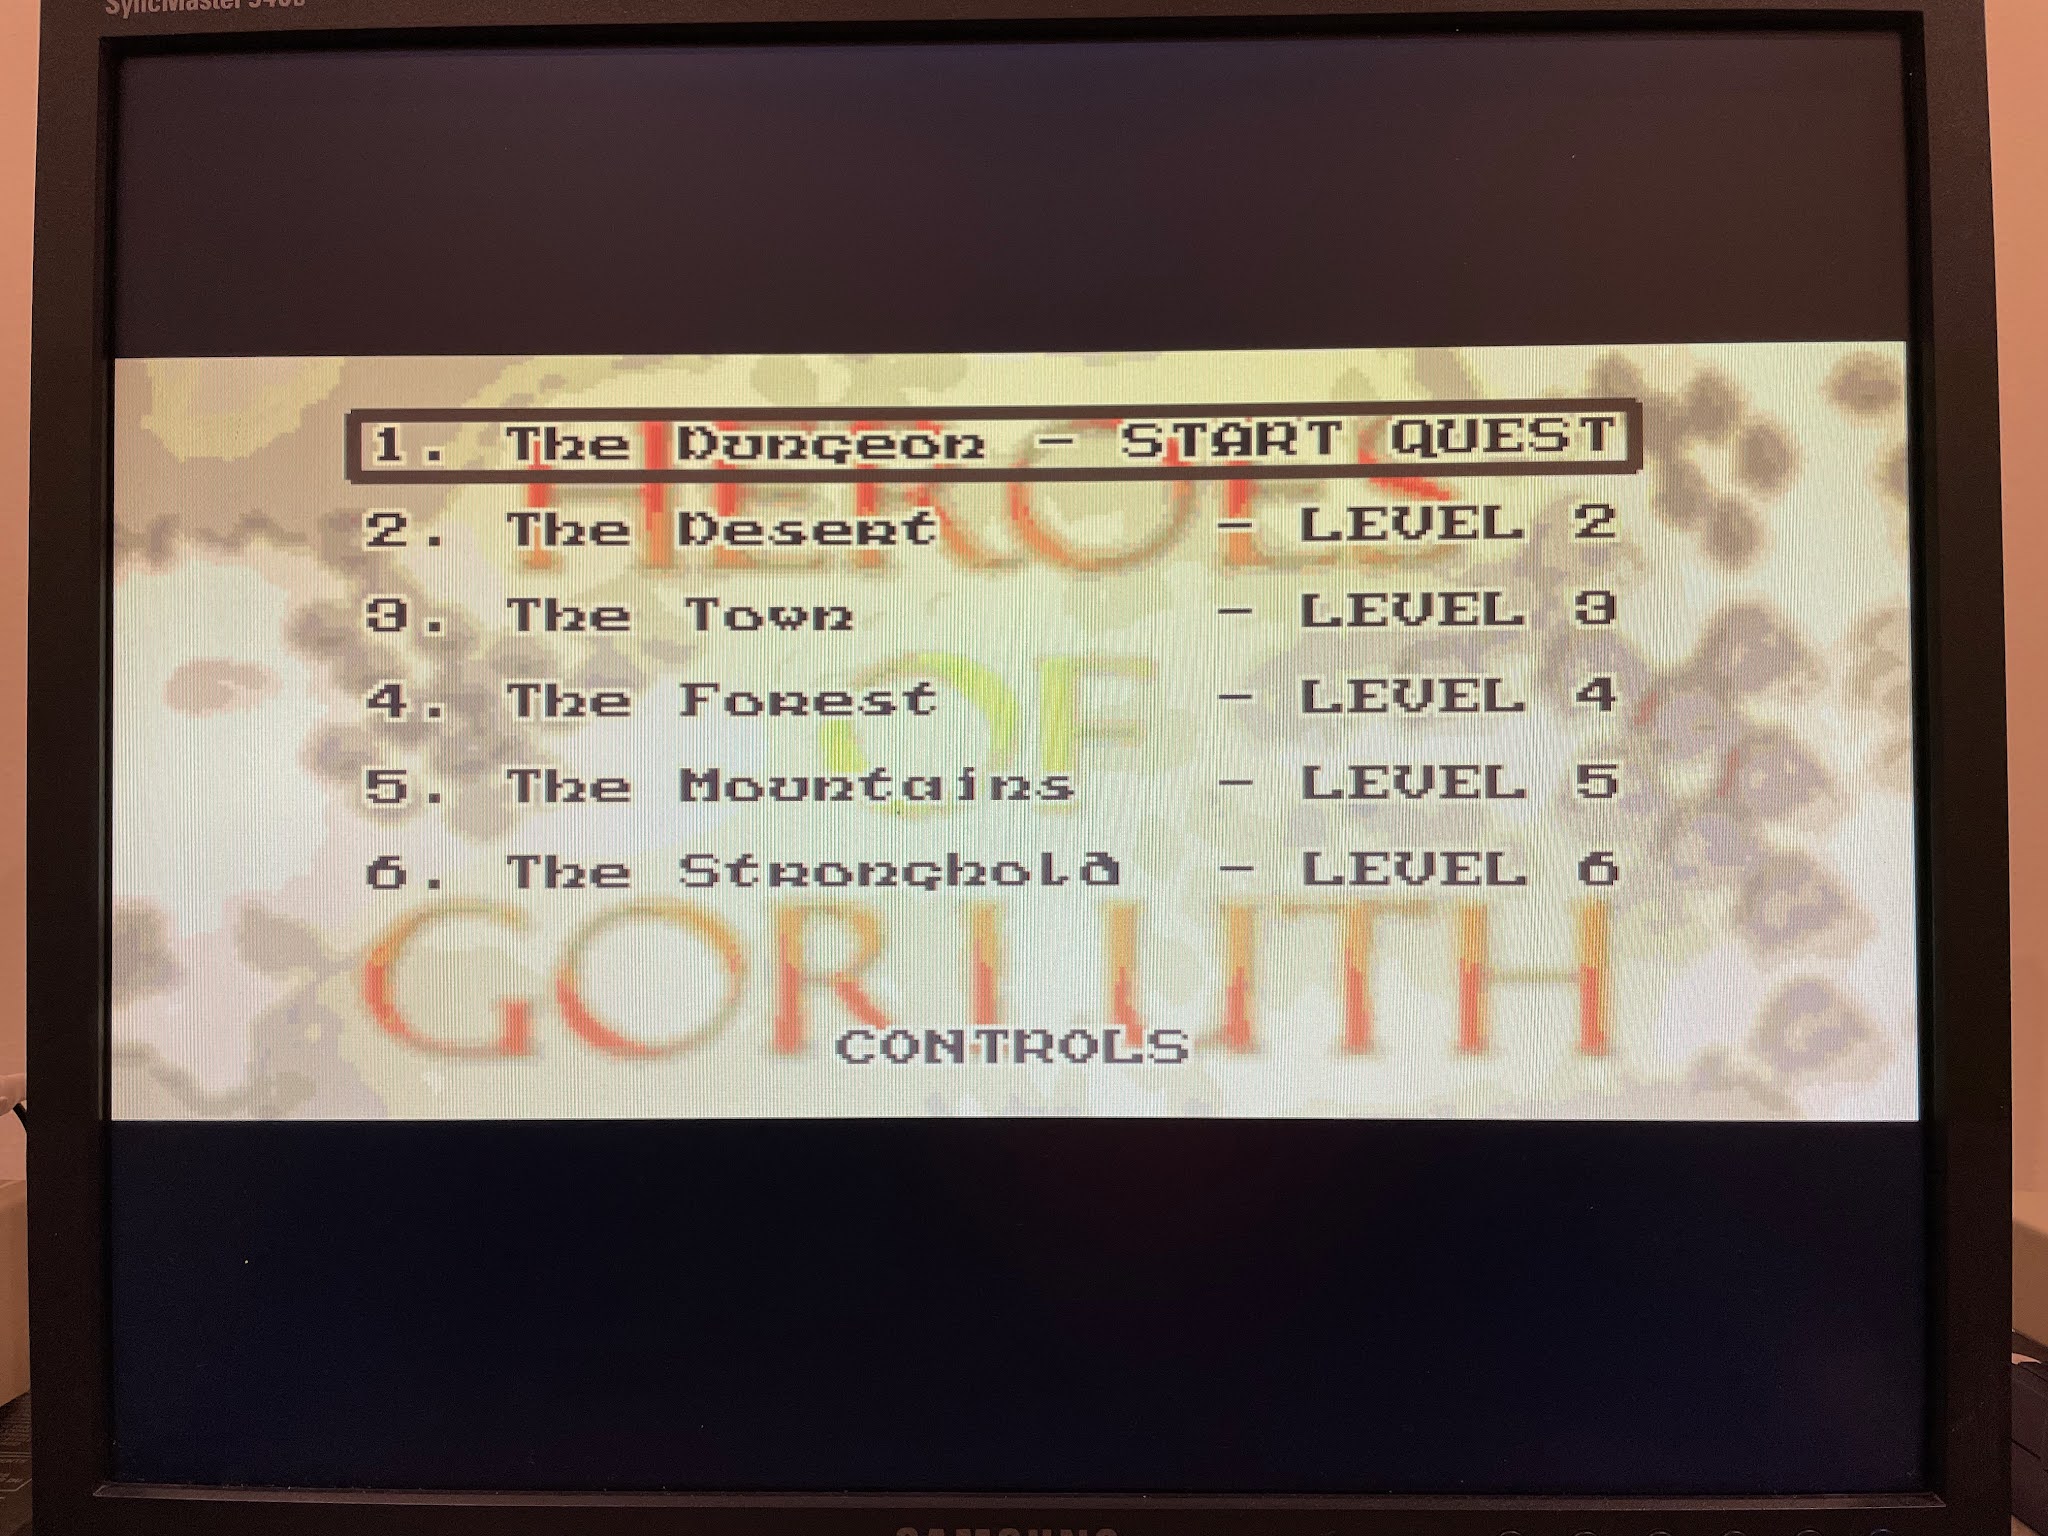 SyncMaster 940B
1. The Dungeon - START QUEST
2. The Desert - LEVEL 2
3. The Town - LEVEL 3
4. The Forest - LEVEL 4
5. The Mountains - LEVEL 5
6. The Stronghold - LEVEL 6
CONTROLS
HEROES
OF
GORLUTH
SAMSUNG